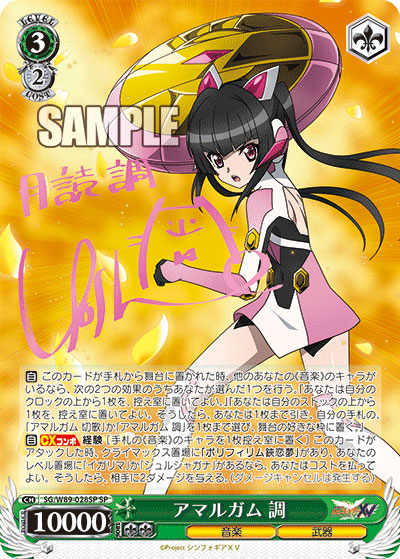 LEVEL
3
2
COST
SAMPLE
月読調
【自】 このカードが手札から舞台に置かれた時、他のあなたの《音楽》のキャラが
いるなら、次の2つの効果のうちあなたが選んだ1つを行う。「あなたは自分の
クロックの上から1枚を、控え室に置いてよい。」「あなたは自分のストックの上から
1枚を、控え室に置いてよい。そうしたら、あなたは1枚まで引き、自分の手札の、
「アマルガム 切歌」か「アマルガム 調」を1枚まで選び、舞台の好きな枠に置く。」
【自】 CXコンボ 経験 [手札の《音楽》のキャラを1枚控え室に置く] このカードが
アタックした時、クライマックス置場に「ポリフィリム鋏恋夢」があり、あなたの
レベル置場に「イガリマ」か「シュルシャガナ」があるなら、あなたはコストを払って
よい。そうしたら、相手に2ダメージを与える。(ダメージキャンセルは発生する)
CH
SG/W89-028SP SP
10000
アマルガム 調
音楽
武器
©Project シンフォギアXV